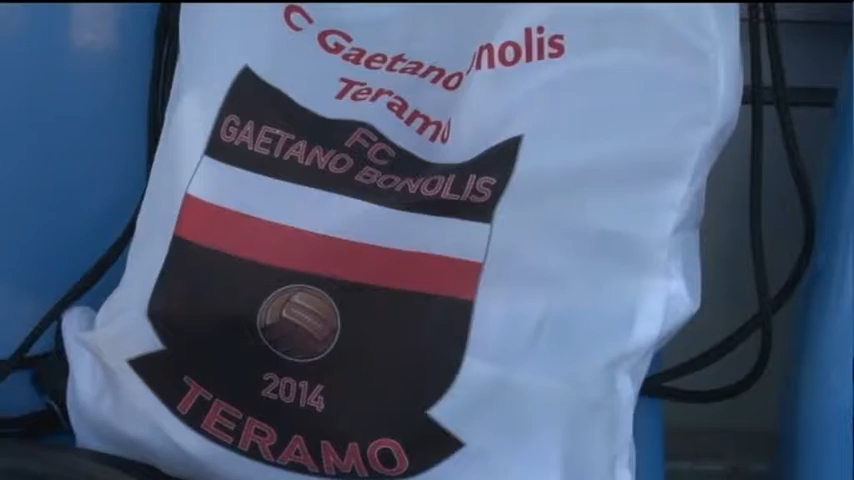 C Gaetano Bonolis
Teramo
FC
GAETANO BONOLIS
2014
TERAMO